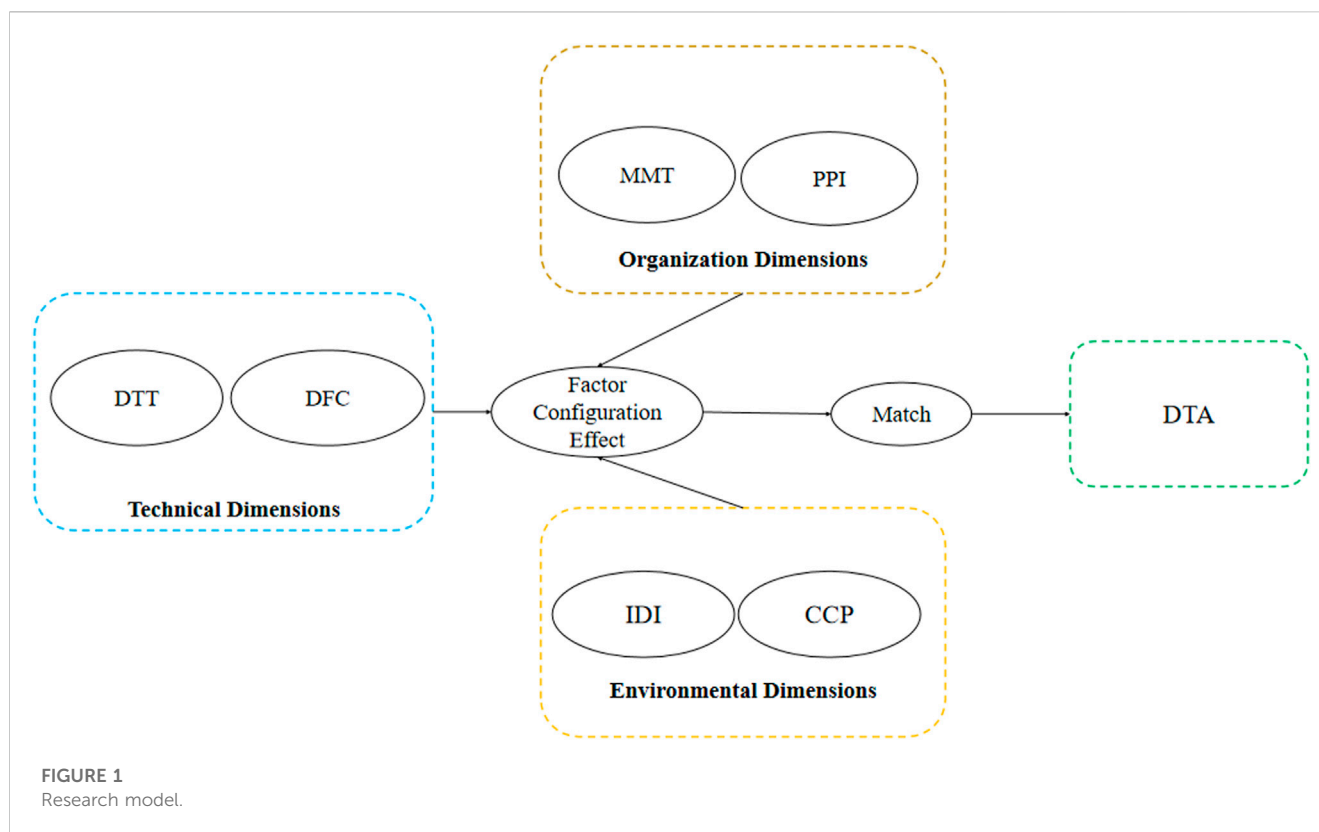 MMT
PPI
Organization Dimensions
DTT
DFC
Technical Dimensions
Factor
Configuration
Effect
Match
DTA
IDI
CCP
Environmental Dimensions
FIGURE 1
Research model.